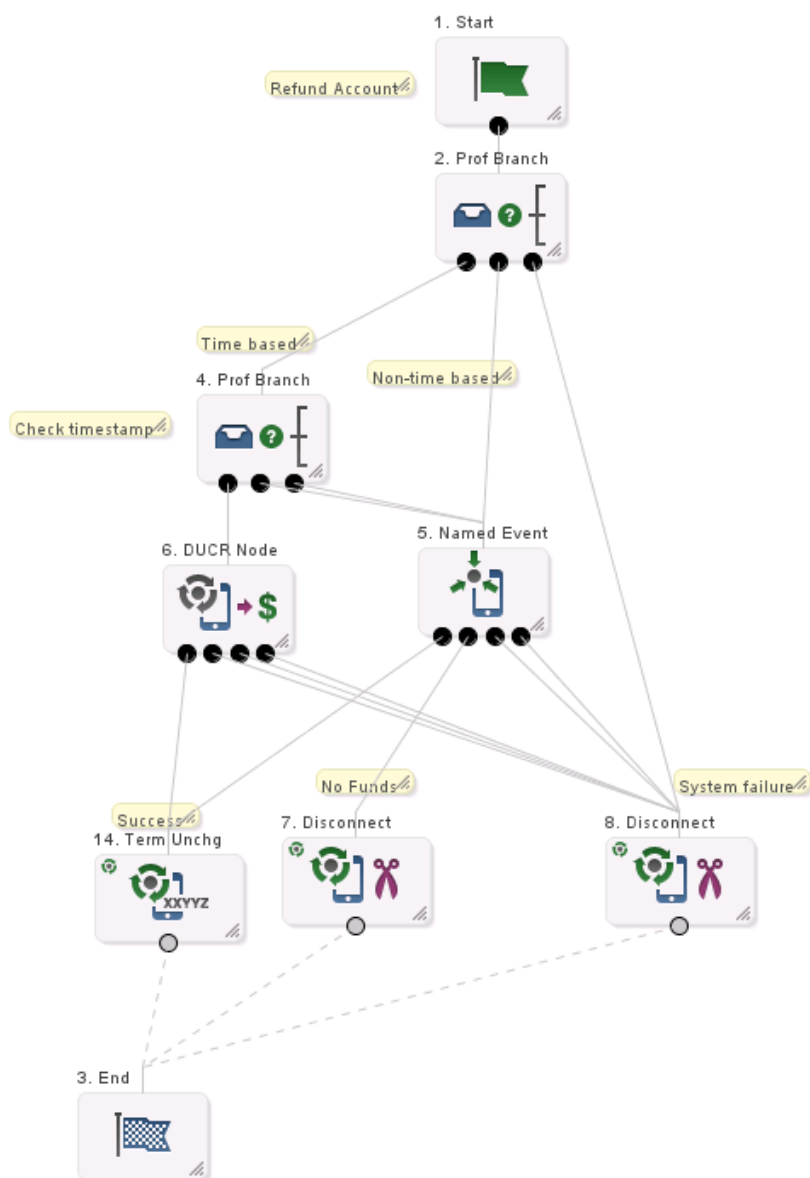 1. Start
Refund Account
2. Prof Branch
Time based
4. Prof Branch
Non-time based
Check timestamp
5. Named Event
6. DUCR Node
$
No Funds
System failure
Success
7. Disconnect
8. Disconnect
14. Term Unchg
XXYYZ
3. End